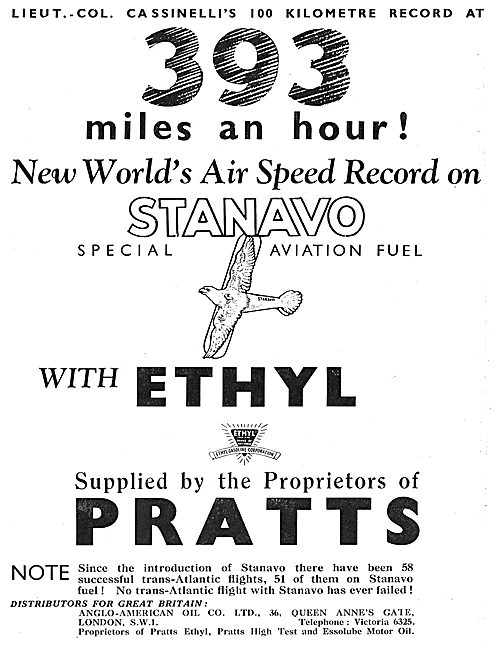 LIEUT.-COL. CASSINELLI'S 100 KILOMETRE RECORD AT
393
miles an hour!
New World's Air Speed Record on
STANAVO
SPECIAL AVIATION FUEL
STANAVO
WITH ETHYL
ETHYL
ETHYL GASOLINE CORPORATION
Supplied by the Proprietors of
PRATTS
NOTE Since the introduction of Stanavo there have been 58
successful trans-Atlantic flights, 51 of them on Stanavo
fuel! No trans-Atlantic flight with Stanavo has ever failed!
DISTRIBUTORS FOR GREAT BRITAIN:
ANGLO-AMERICAN OIL CO. LTD., 36, QUEEN ANNE'S GATE,
LONDON, S.W.1. Telephone: Victoria 6325.
Proprietors of Pratts Ethyl, Pratts High Test and Essolube Motor Oil.